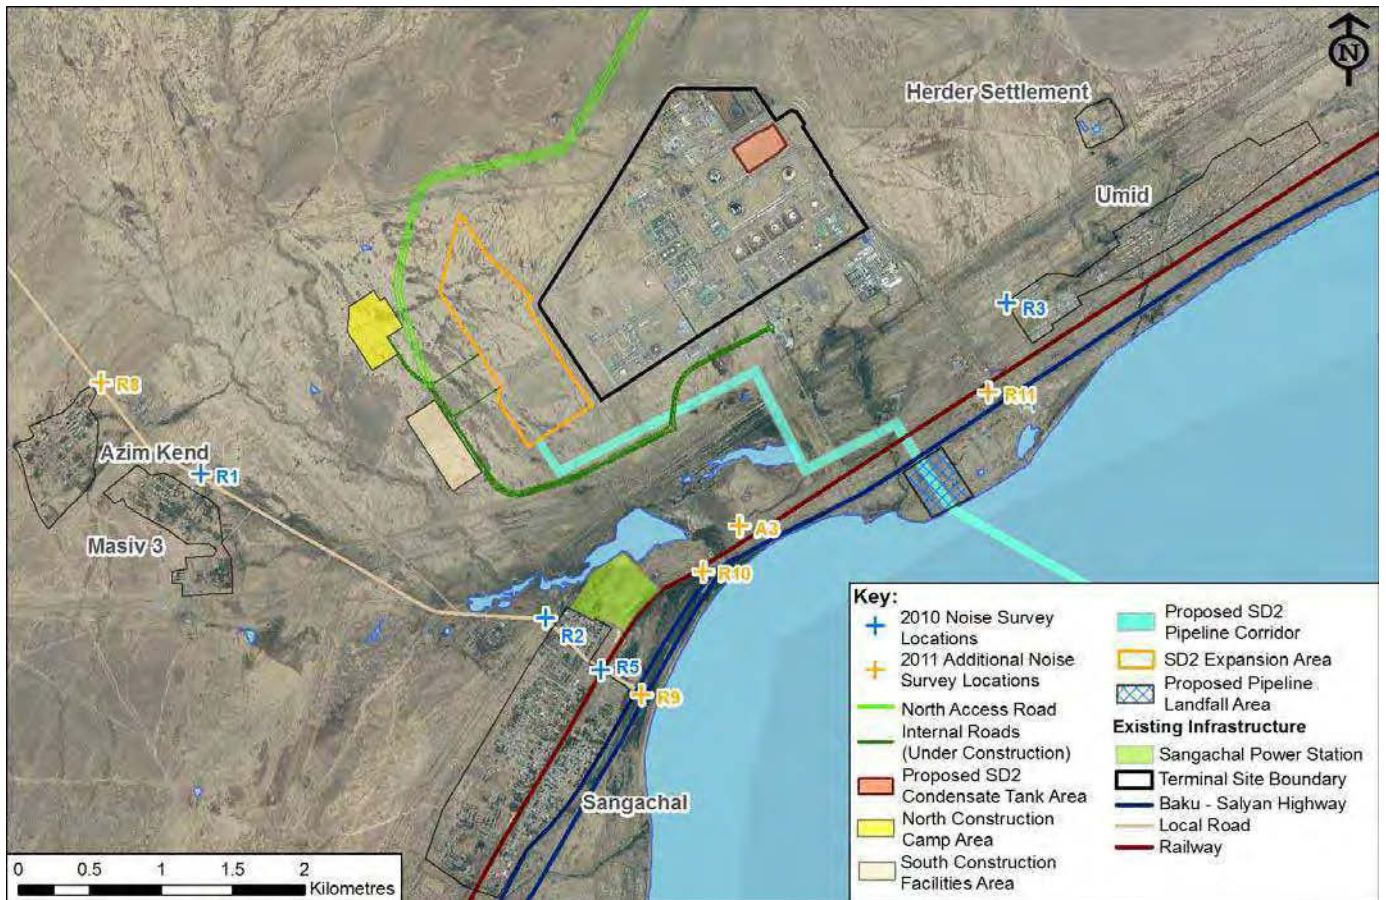 N
Herder Settlement
Umid
R3
R8
R11
Azim Kend
R1
A3
Masiv 3
R10
R2
R5
R9
Sangachal
Key:
2010 Noise Survey
Locations
2011 Additional Noise
Survey Locations
North Access Road
Internal Roads
(Under Construction)
Proposed SD2
Condensate Tank Area
North Construction
Camp Area
South Construction
Facilities Area
Proposed SD2
Pipeline Corridor
SD2 Expansion Area
Proposed Pipeline
Landfall Area
Existing Infrastructure
Sangachal Power Station
Terminal Site Boundary
Baku - Salyan Highway
Local Road
Railway
0 0.5 1 1.5 2
Kilometres